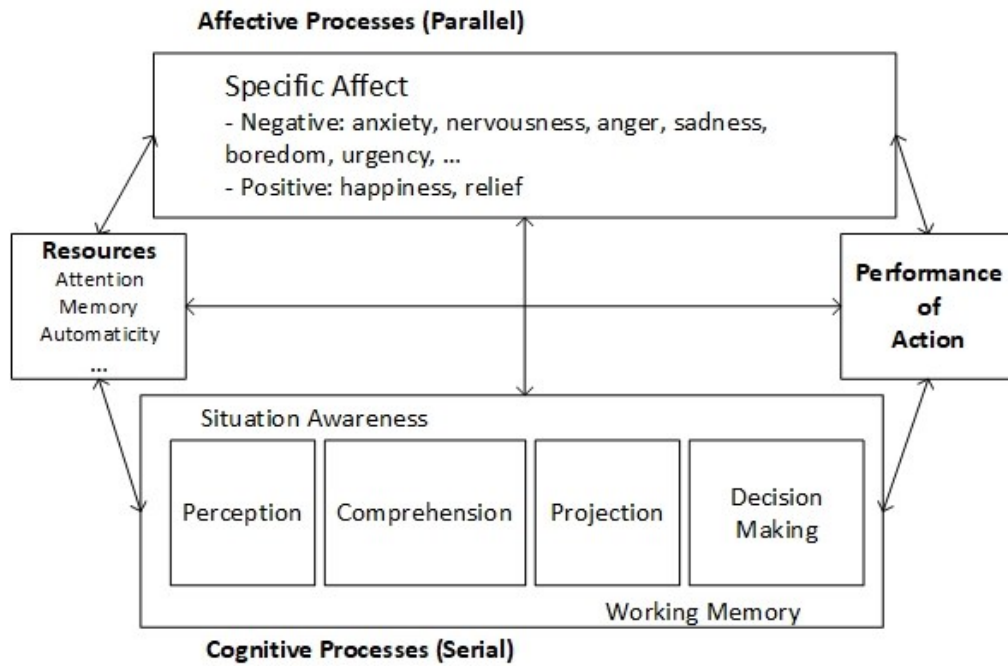 Affective Processes (Parallel)
Specific Affect
- Negative: anxiety, nervousness, anger, sadness,
boredom, urgency, ...
- Positive: happiness, relief
Resources
Attention
Memory
Automaticity
...
Performance
of
Action
Situation Awareness
Perception
Comprehension
Projection
Decision
Making
Working Memory
Cognitive Processes (Serial)